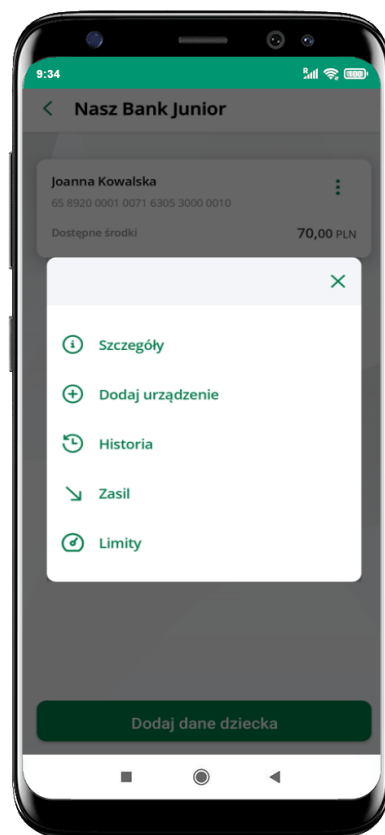 9:34
R
100
Nasz Bank Junior
Joanna Kowalska
65 8920 0001 0071 6305 3000 0010
Dostępne środki
70,00 PLN
Szczegóły
Dodaj urządzenie
Historia
Zasil
Limity
Dodaj dane dziecka